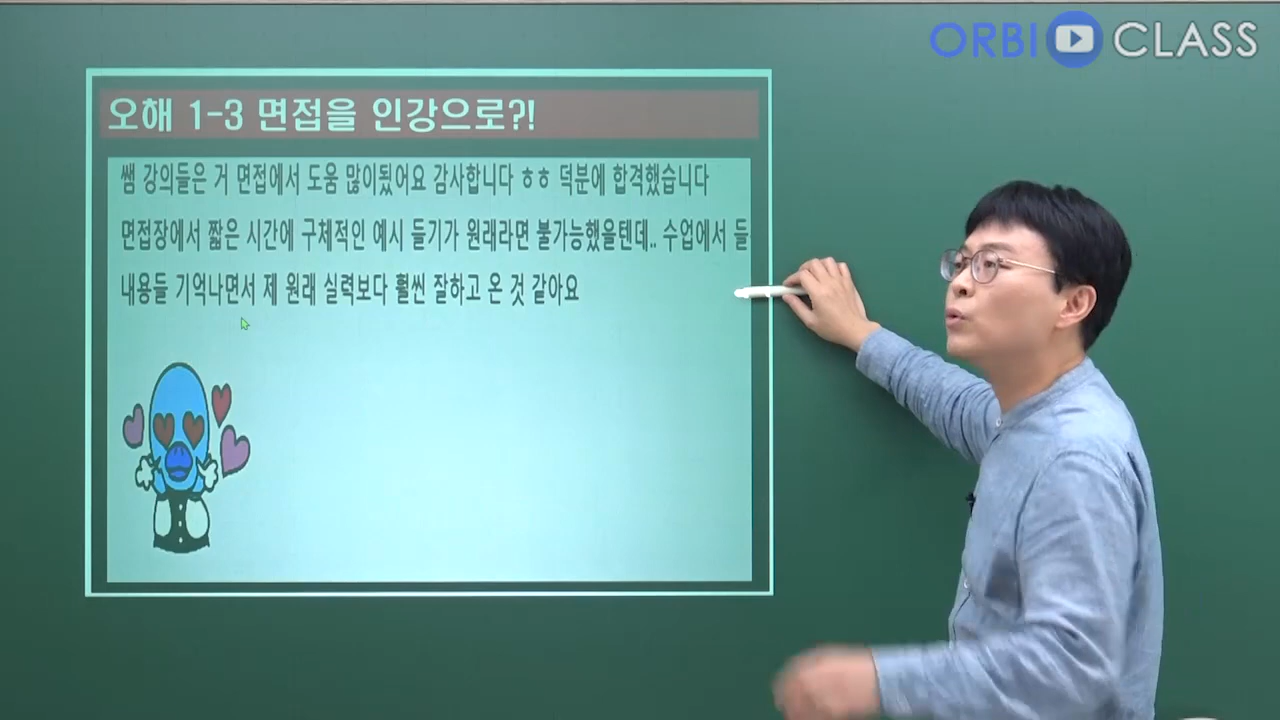 ORBI CLASS
오해 1-3 면접을 인강으로?!
쌤 강의들은 거 면접에서 도움 많이됬어요 감사합니다 ㅎㅎ 덕분에 합격했습니다
면접장에서 짧은 시간에 구체적인 예시 들기가 원래라면 불가능했을텐데.. 수업에서 들
내용들 기억나면서 제 원래 실력보다 훨씬 잘하고 온 것 같아요